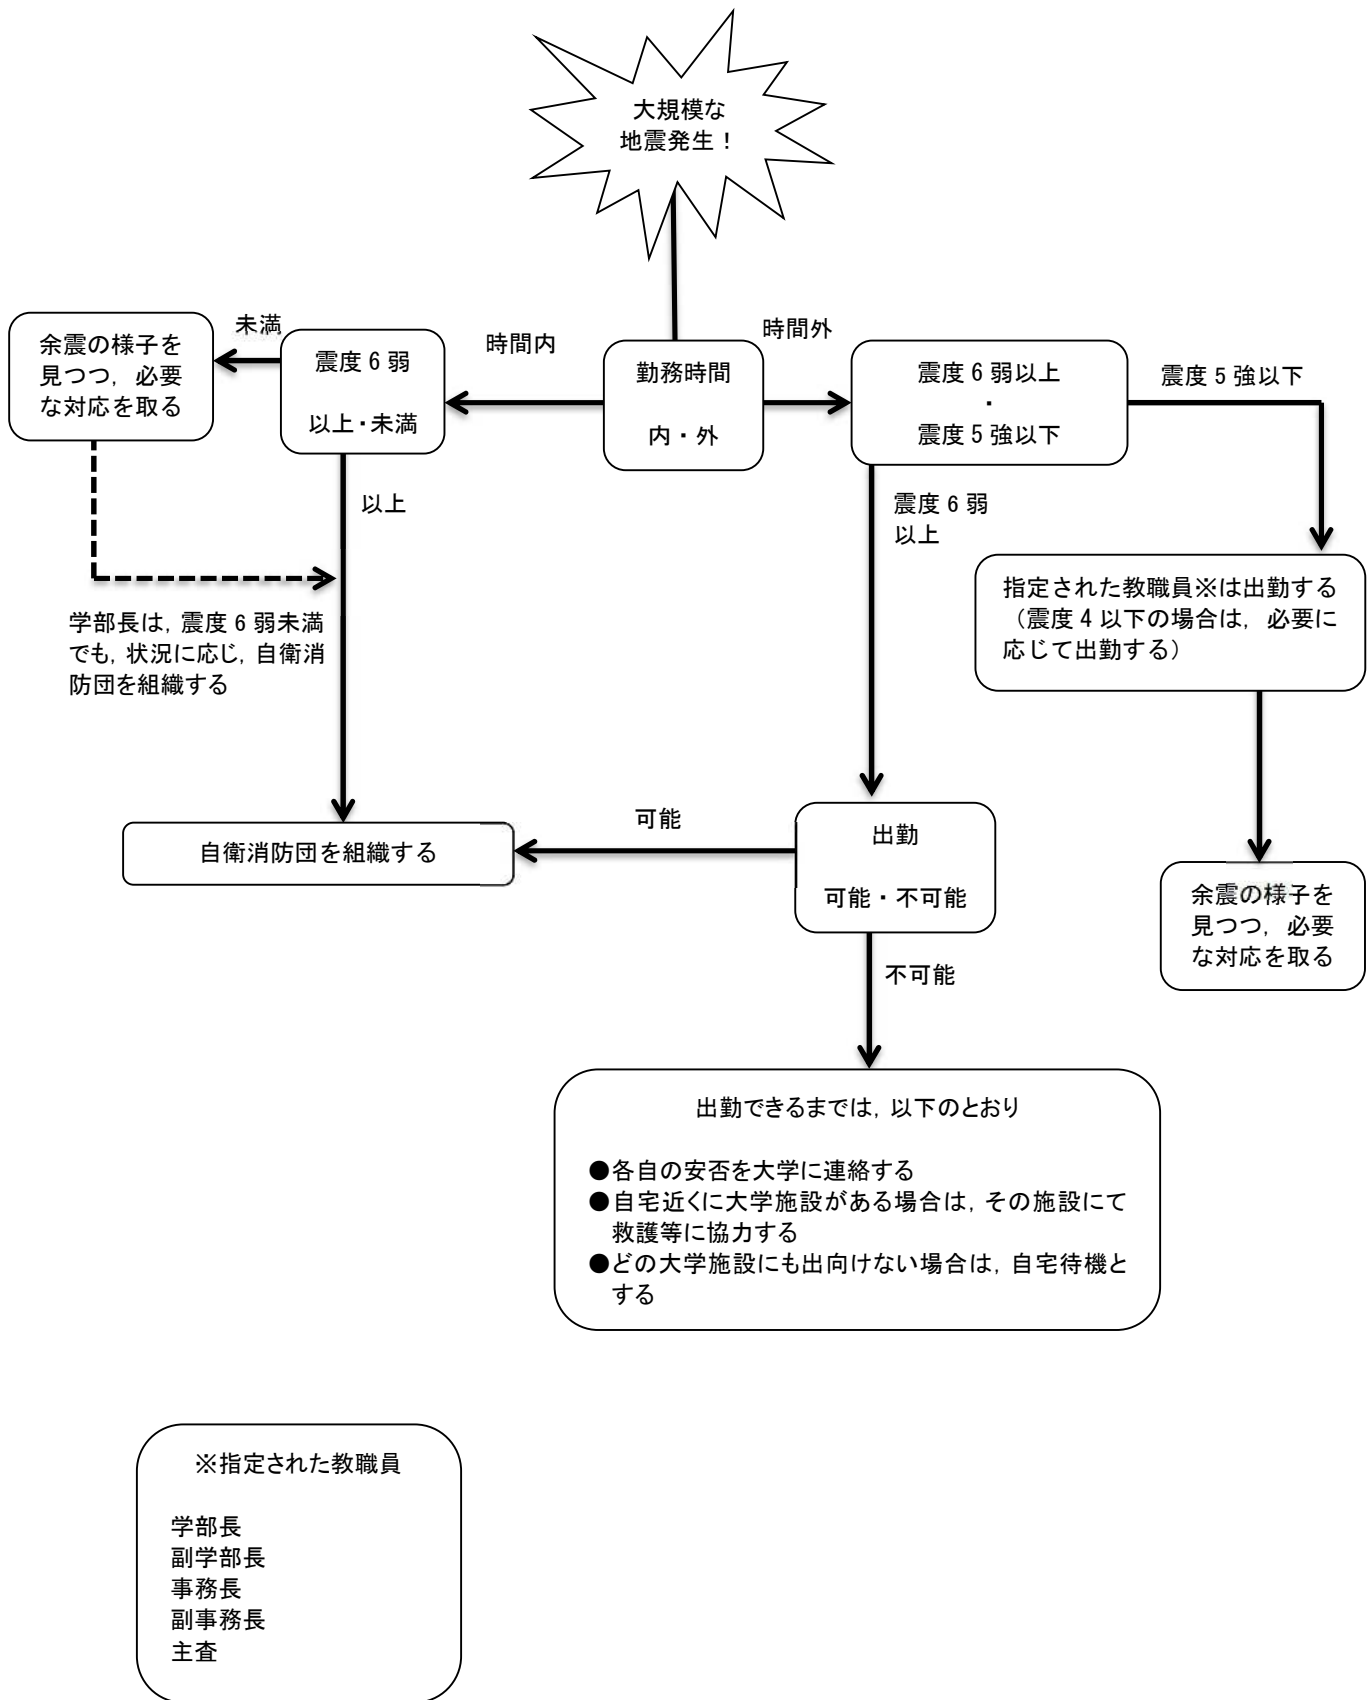 大規模な
地震発生！
余震の様子を
見つつ，必要
な対応を取る
未満
震度６弱
以上・未満
時間内
勤務時間
内・外
時間外
震度６弱以上
・
震度５強以下
震度５強以下
以上
震度６弱
以上
学部長は，震度６弱未満
でも，状況に応じ，自衛消
防団を組織する
指定された教職員※は出勤する
（震度４以下の場合は，必要に
応じて出勤する）
自衛消防団を組織する
可能
出勤
可能・不可能
余震の様子を
見つつ，必要
な対応を取る
不可能
出勤できるまでは，以下のとおり
●各自の安否を大学に連絡する
●自宅近くに大学施設がある場合は，その施設にて
救護等に協力する
●どの大学施設にも出向けない場合は，自宅待機と
する
※指定された教職員
学部長
副学部長
事務長
副事務長
主査